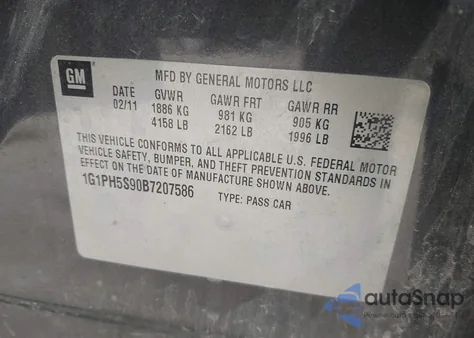 GM
MFD BY GENERAL MOTORS LLC
DATE GVWR GAWR FRT GAWR RR
02/11 1886 KG 981 KG 905 KG
4158 LB 2162 LB 1996 LB
THIS VEHICLE CONFORMS TO ALL APPLICABLE U.S. FEDERAL MOTOR
VEHICLE SAFETY, BUMPER, AND THEFT PREVENTION STANDARDS IN
EFFECT ON THE DATE OF MANUFACTURE SHOWN ABOVE.
1G1PH5S90B7207586 TYPE: PASS CAR
autoSnap